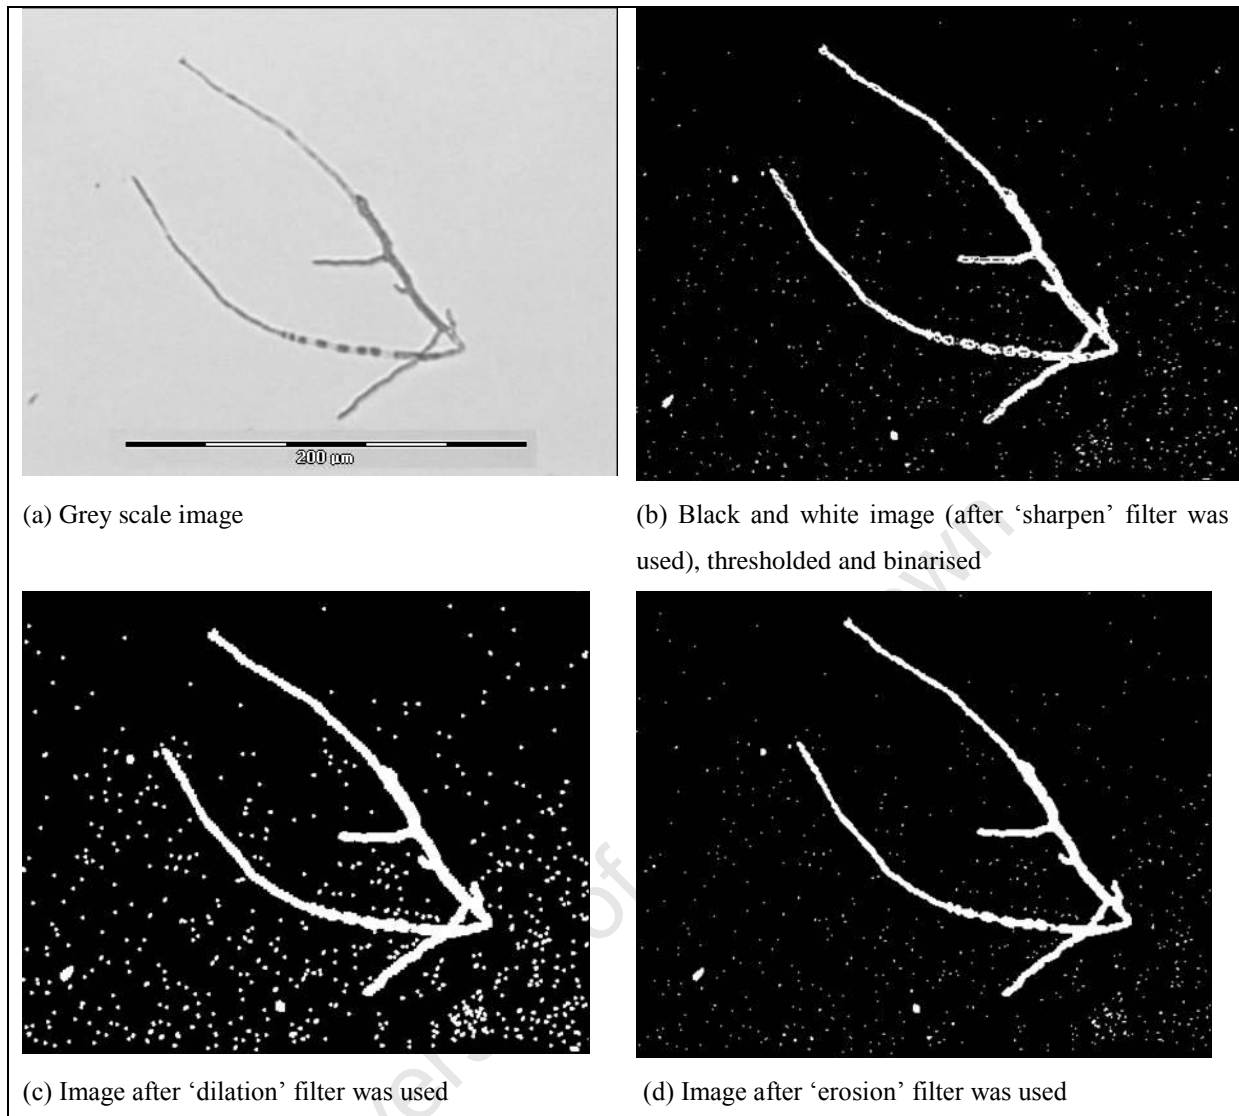 200 µm
(a) Grey scale image
(b) Black and white image (after ‘sharpen’ filter was
used), thresholded and binarised
(c) Image after ‘dilation’ filter was used
(d) Image after ‘erosion’ filter was used